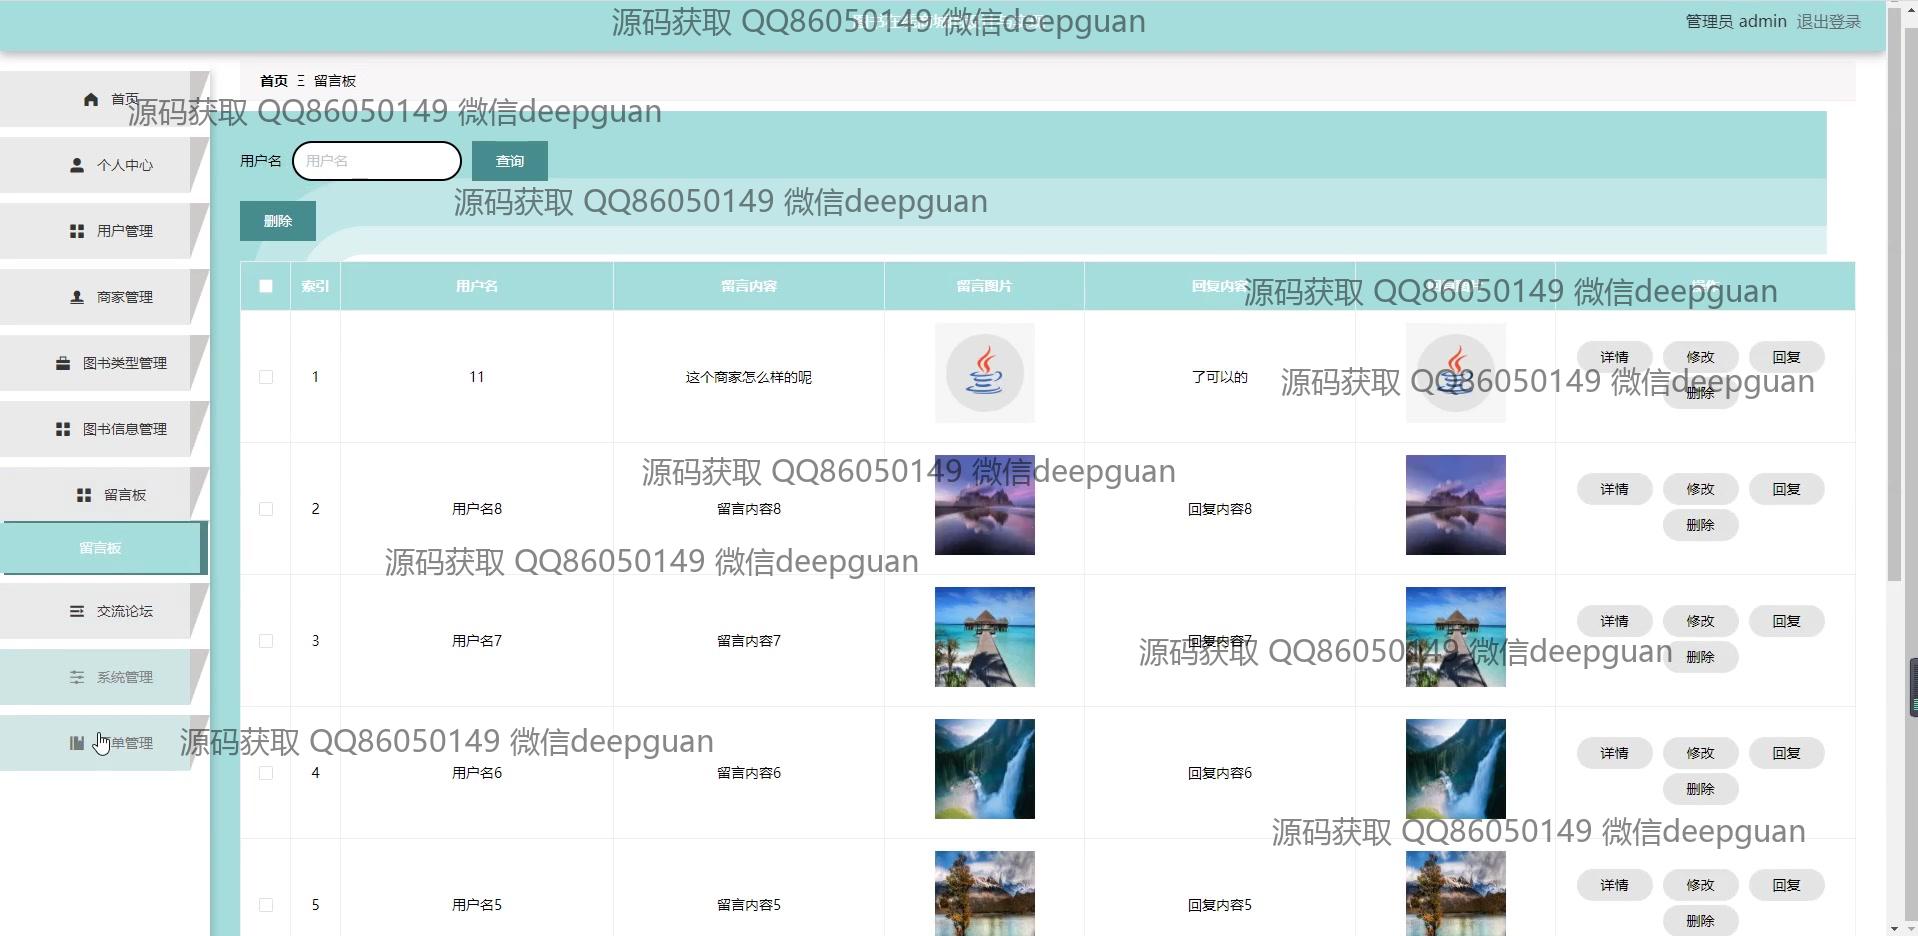 源码获取 QQ86050149 微信deepguan
管理员 admin 退出登录
首页
首页 留言板
源码获取 QQ86050149 微信deepguan
个人中心
用户名 用户名 查询
源码获取 QQ86050149 微信deepguan
删除
用户管理
索引 用户名 留言内容 留言图片 回复内容
源码获取 QQ86050149 微信deepguan
商家管理
图书类型管理
1 11 这个商家怎么样的呢 了可以的 详情 修改 回复
删除
源码获取 QQ86050149 微信deepguan
图书信息管理
源码获取 QQ86050149 微信deepguan
留言板
2 用户名8 留言内容8 回复内容8 详情 修改 回复
删除
留言板
源码获取 QQ86050149 微信deepguan
交流论坛
3 用户名7 留言内容7 回复内容7 详情 修改 回复
删除
源码获取 QQ86050149 微信deepguan
系统管理
单管理
源码获取 QQ86050149 微信deepguan
4 用户名6 留言内容6 回复内容6 详情 修改 回复
删除
源码获取 QQ86050149 微信deepguan
5 用户名5 留言内容5 回复内容5 详情 修改 回复
删除